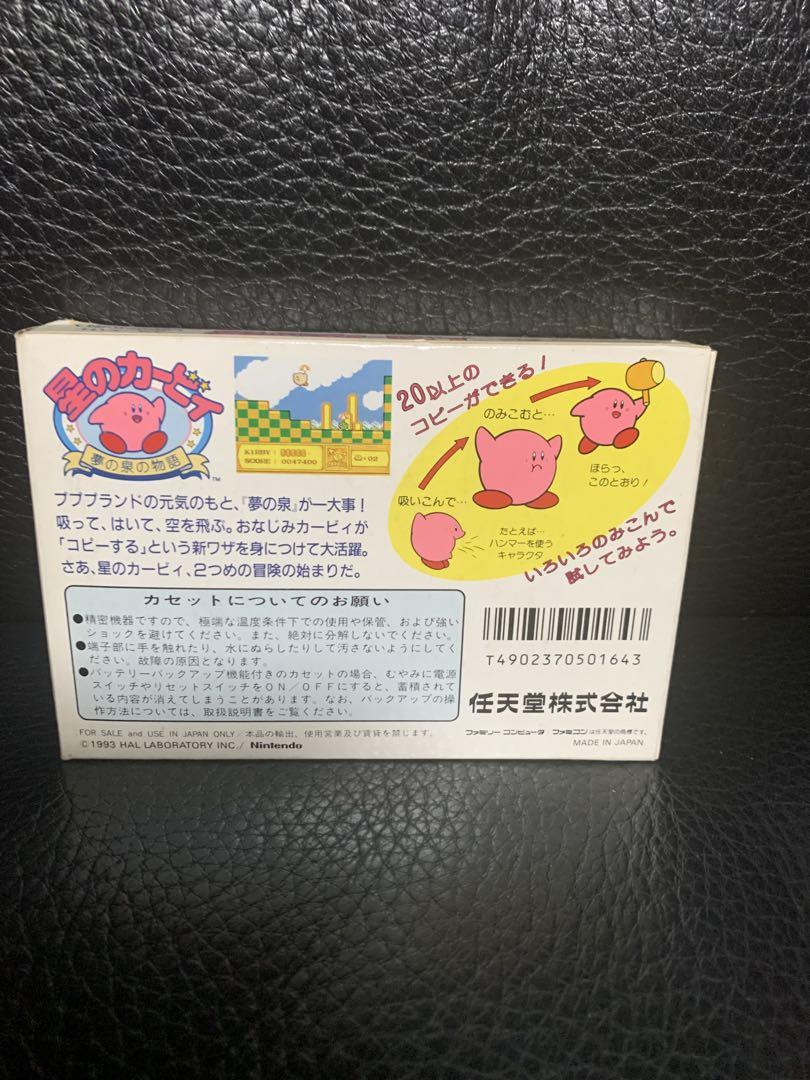 星のカービィ
夢の泉の物語
TM
KIRBY :
SCORE : 0047400
02
20以上の
コピーができる!
のみこむと…
ほらっ、
このとおり!
吸いこんで…
たとえば…
ハンマーを使う
キャラクタ
いろいろのみこんで
試してみよう。
プププランドの元気のもと、『夢の泉』が一大事!
吸って、はいて、空を飛ぶ。おなじみカービィが
「コピーする」という新ワザを身につけて大活躍。
さあ、星のカービィ、2つめの冒険の始まりだ。
カセットについてのお願い
●精密機器ですので、極端な温度条件下での使用や保管、および強い
ショックを避けてください。また、絶対に分解しないでください。
●端子部に手を触れたり、水にぬらしたりして汚さないようにしてく
ださい。故障の原因となります。
●バッテリーバックアップ機能付きのカセットの場合、むやみに電源
スイッチやリセットスイッチをON/OFFにすると、蓄積されて
いる内容が消えてしまうことがあります。なお、バックアップの操
作方法については、取扱説明書をご覧ください。
T4902370501643
任天堂株式会社
FOR SALE and USE IN JAPAN ONLY/本品の輸出、使用営業及び賃貸を禁じます。
©1993 HAL LABORATORY INC./ Nintendo
ファミリーコンピュータ ファミコンは任天堂の商標です。
MADE IN JAPAN.